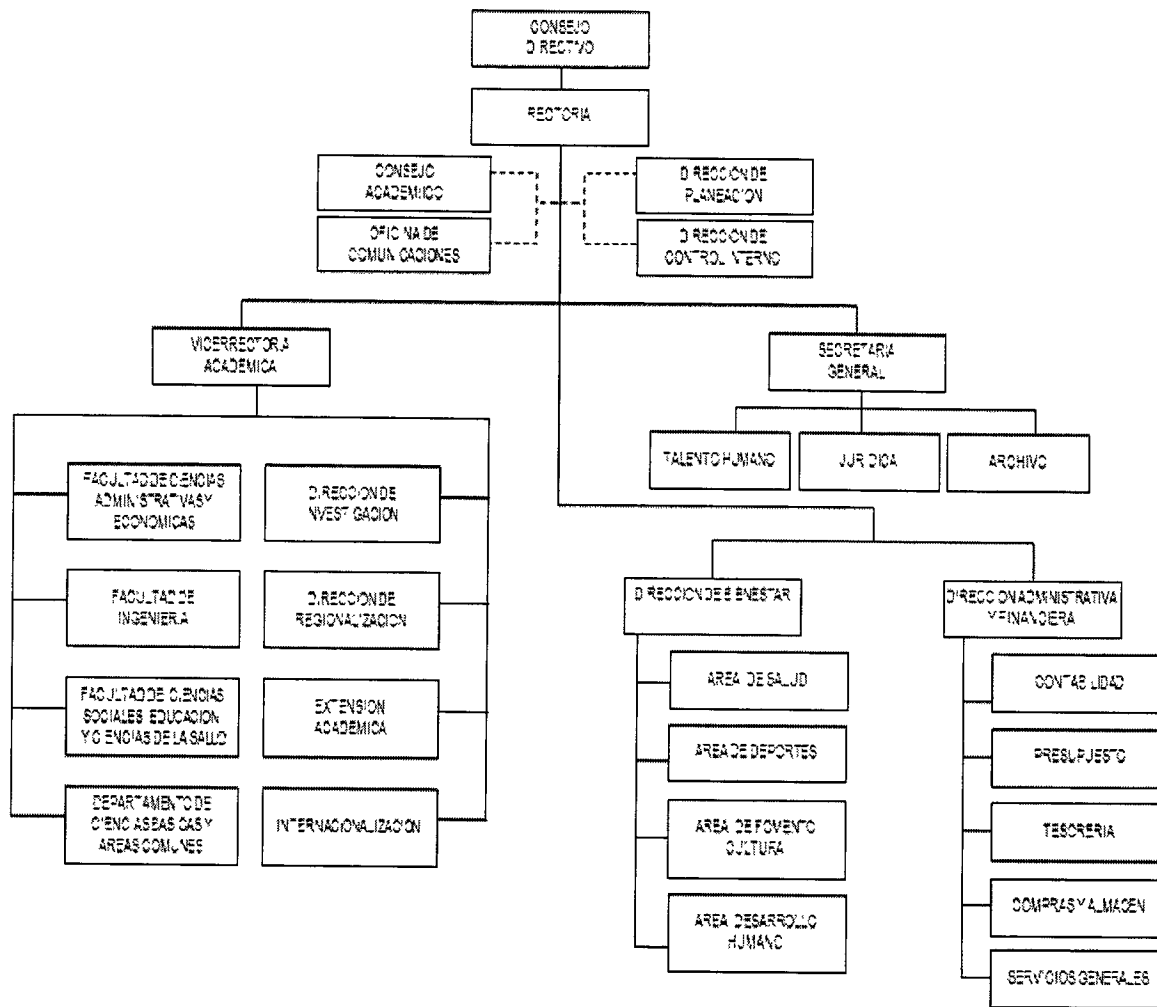 CONSEJO
DIRECTIVO
RECTORIA
CONSEJO
ACADEMICO
DIRECCION DE
PLANEACION
OFICINA DE
COMUNICACIONES
DIRECCION DE
CONTROL INTERNO
VICERRECTORIA
ACADEMICA
SECRETARIA
GENERAL
TALENTO HUMANO
JURIDICA
ARCHIVO
FACULTAD DE CIENCIAS
ADMINISTRATIVAS Y
ECONOMICAS
DIRECCION DE
INVESTIGACION
FACULTAD DE
INGENIERIA
DIRECCION DE
REGIONALIZACION
FACULTAD DE CIENCIAS
SOCIALES, EDUCACION
Y CIENCIAS DE LA SALUD
EXTENSION
ACADEMICA
DEPARTAMENTO DE
CIENCIAS BASICAS Y
AREAS COMUNES
INTERNACIONALIZACION
DIRECCION DE BIENESTAR
AREA DE SALUD
AREA DE DEPORTES
AREA DE FOMENTO
CULTURA
AREA DESARROLLO
HUMANO
DIRECCION ADMINISTRATIVA
Y FINANCIERA
CONTABILIDAD
PRESUPUESTO
TESORERIA
COMPRAS Y ALMACEN
SERVICIOS GENERALES